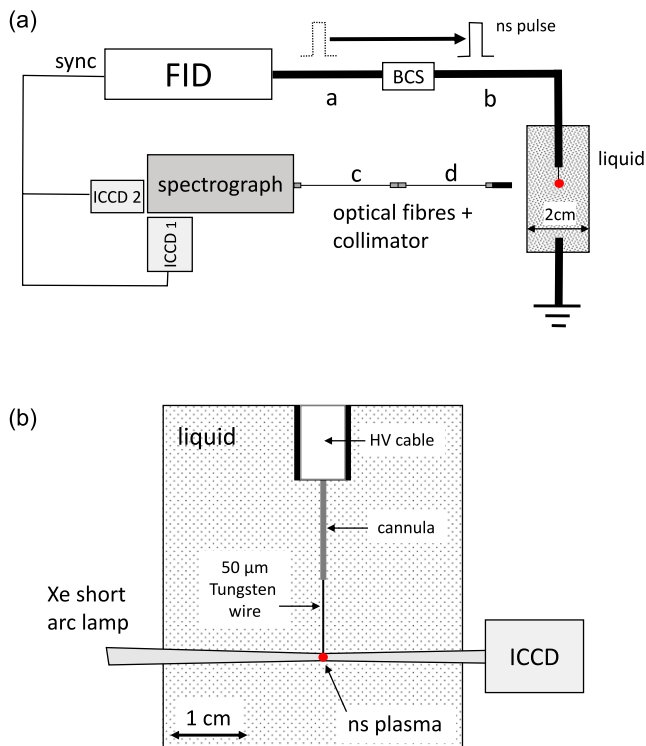 (a)
ns pulse
sync
FID
BCS
a
b
liquid
spectrograph
c
d
ICCD 2
optical fibres +
collimator
2cm
ICCD 1
(b)
liquid
HV cable
cannula
50 µm
Tungsten
wire
Xe short
arc lamp
ICCD
1 cm
ns plasma